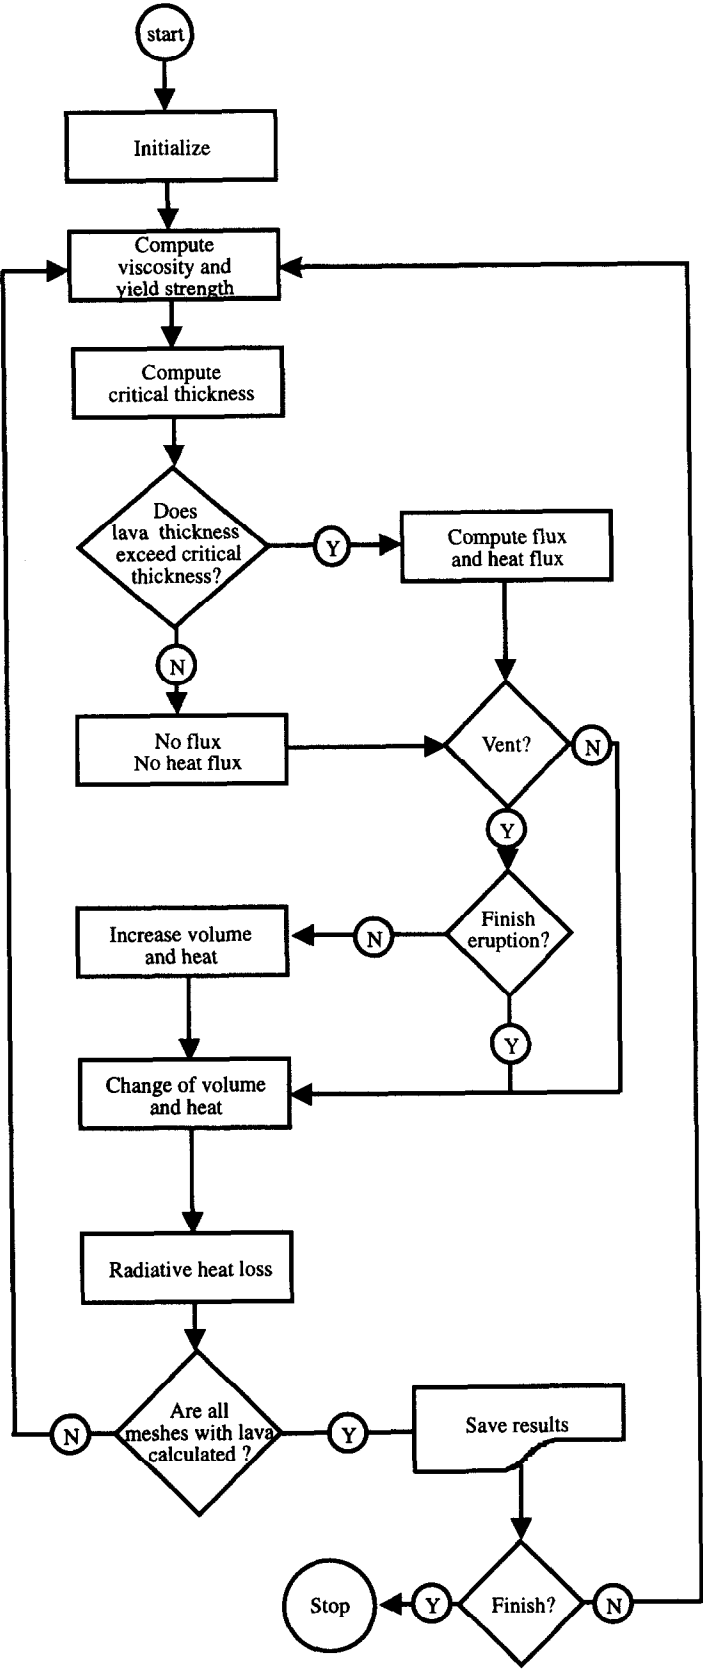 start
Initialize
Compute
viscosity and
yield strength
Compute
critical thickness
Does
lava thickness
exceed critical
thickness?
Y
Compute flux
and heat flux
N
No flux
No heat flux
Vent?
N
Y
Finish
eruption?
N
Increase volume
and heat
Y
Change of volume
and heat
Radiative heat loss
Are all
meshes with lava
calculated ?
N
Y
Save results
Finish?
N
Y
Stop